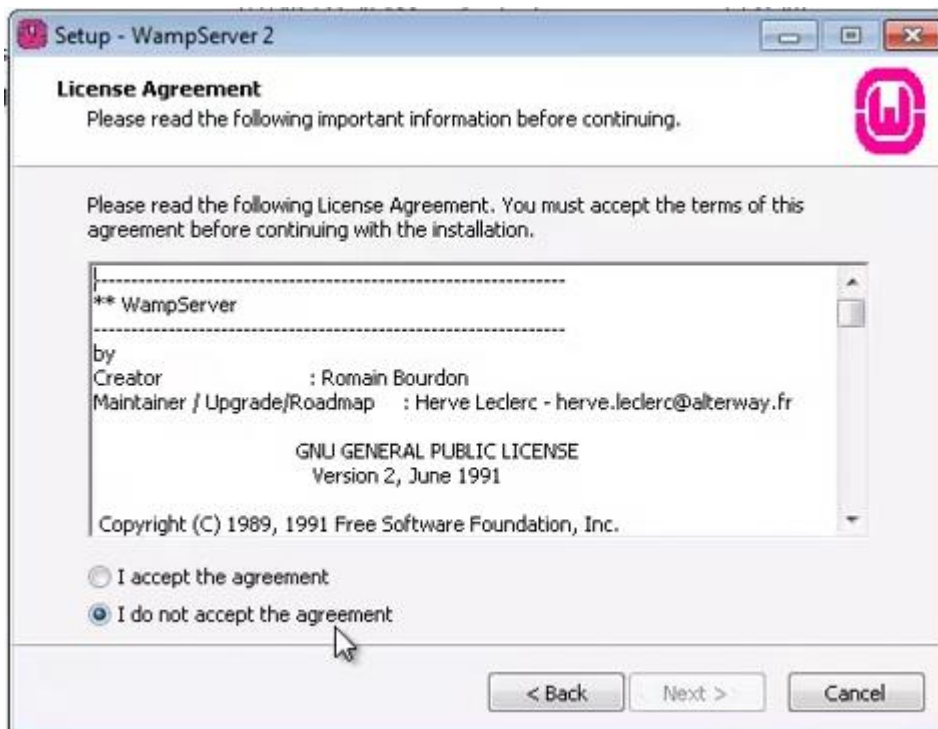 Setup - WampServer 2
License Agreement
Please read the following important information before continuing.
Please read the following License Agreement. You must accept the terms of this
agreement before continuing with the installation.
------------------------------------------------------------------
** WampServer
------------------------------------------------------------------
by
Creator : Romain Bourdon
Maintainer / Upgrade/Roadmap : Herve Leclerc - herve.leclerc@alterway.fr
GNU GENERAL PUBLIC LICENSE
Version 2, June 1991
Copyright (C) 1989, 1991 Free Software Foundation, Inc.
I accept the agreement
I do not accept the agreement
< Back Next > Cancel